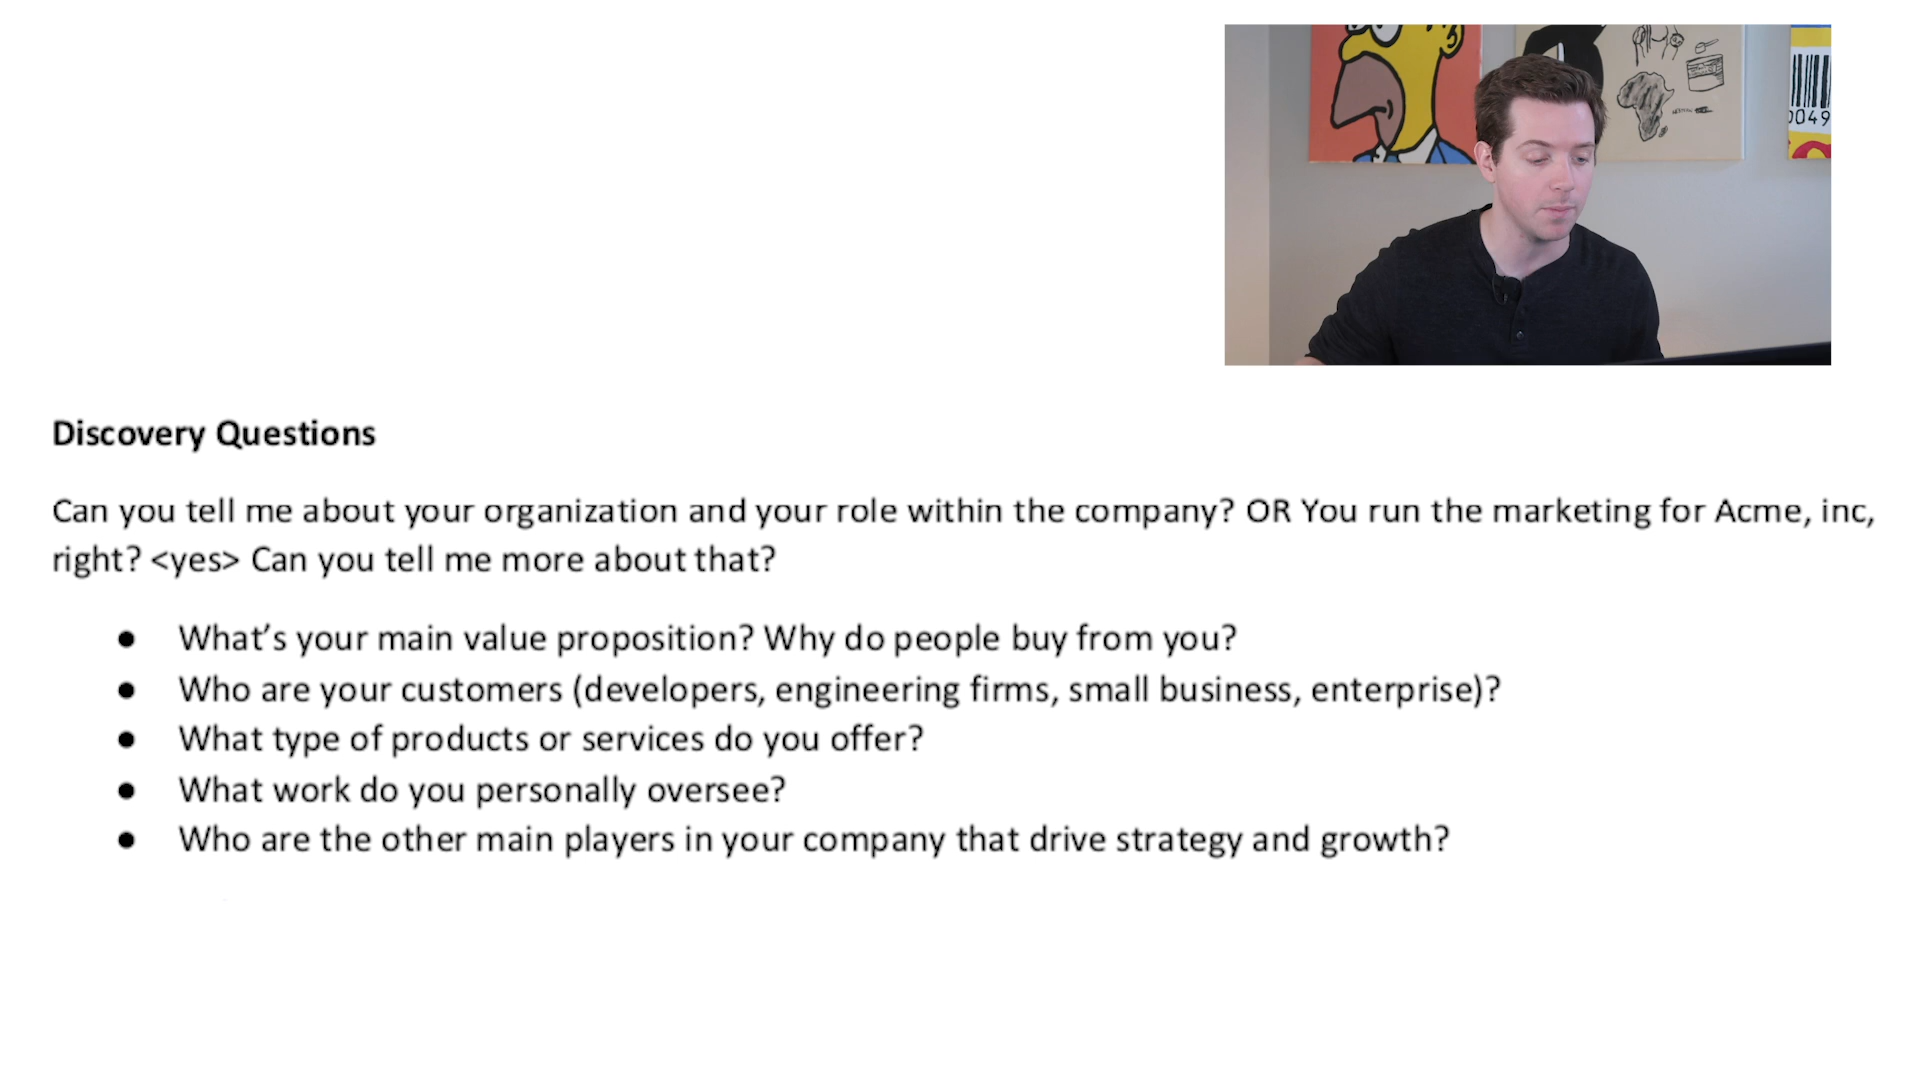 0049
Discovery Questions
Can you tell me about your organization and your role within the company? OR You run the marketing for Acme, inc,
right? <yes> Can you tell me more about that?
● What’s your main value proposition? Why do people buy from you?
● Who are your customers (developers, engineering firms, small business, enterprise)?
● What type of products or services do you offer?
● What work do you personally oversee?
● Who are the other main players in your company that drive strategy and growth?